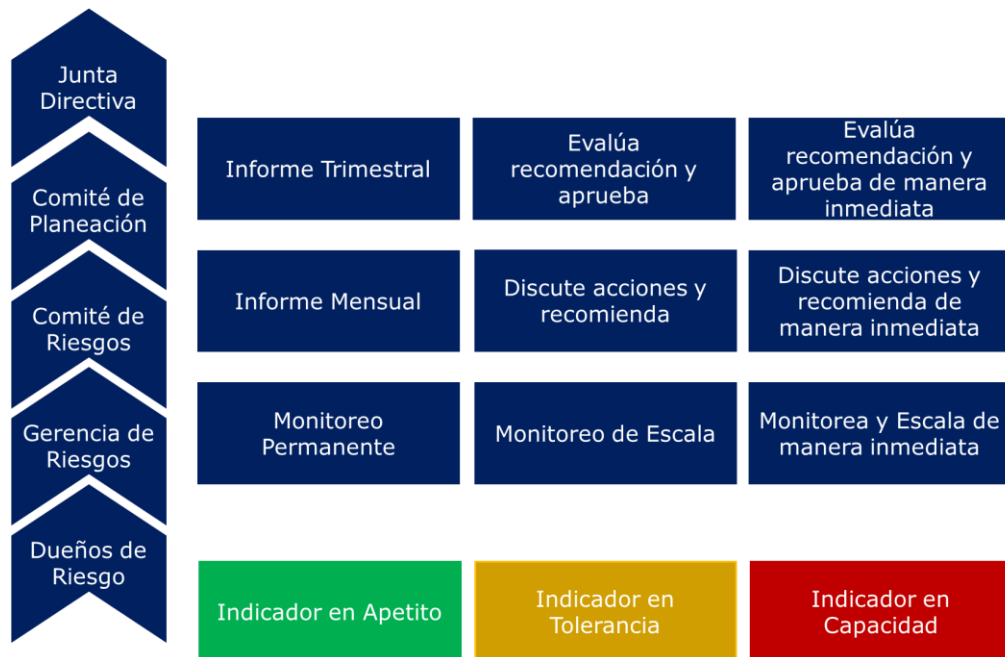 Junta
Directiva
Comité de
Planeación
Comité de
Riesgos
Gerencia de
Riesgos
Dueños de
Riesgo
Informe Trimestral
Evalúa
recomendación y
aprueba
Evalúa
recomendación y
aprueba de manera
inmediata
Informe Mensual
Discute acciones y
recomienda
Discute acciones y
recomienda de
manera inmediata
Monitoreo
Permanente
Monitoreo de Escala
Monitorea y Escala de
manera inmediata
Indicador en Apetito
Indicador en
Tolerancia
Indicador en
Capacidad